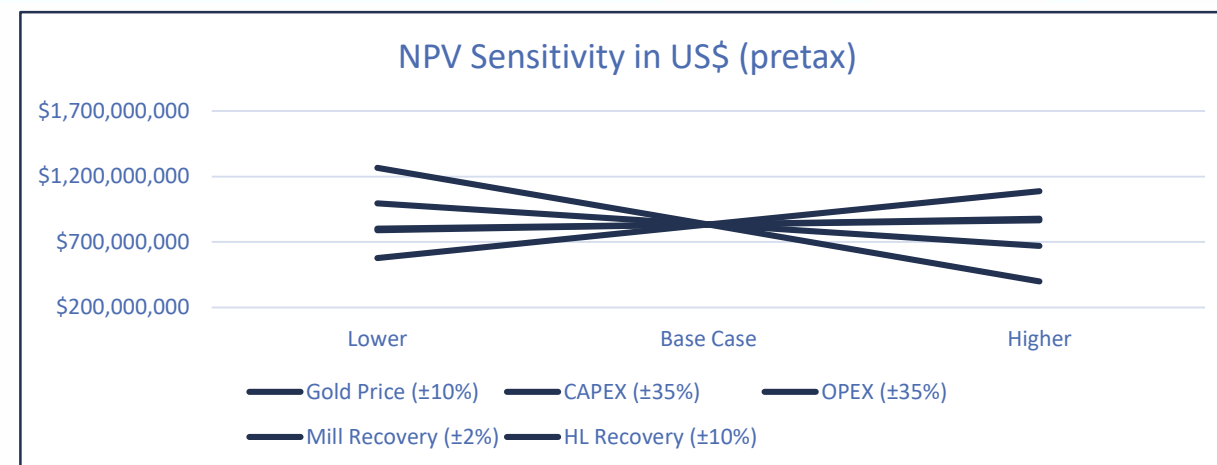 NPV Sensitivity in US$ (pretax)
$1,700,000,000
$1,200,000,000
$700,000,000
$200,000,000
Lower Base Case Higher
Gold Price (±10%) CAPEX (±35%) OPEX (±35%)
Mill Recovery (±2%) HL Recovery (±10%)